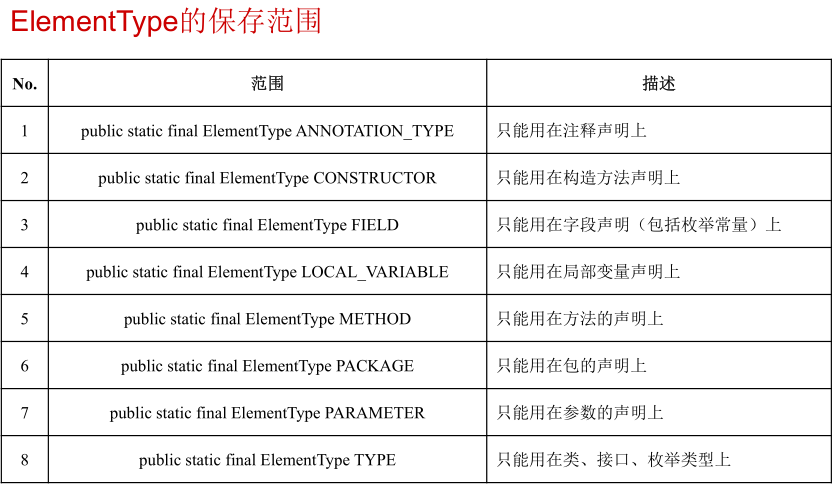 ElementType的保存范围
No. 范围 描述
1 public static final ElementType ANNOTATION_TYPE 只能用在注释声明上
2 public static final ElementType CONSTRUCTOR 只能用在构造方法声明上
3 public static final ElementType FIELD 只能用在字段声明（包括枚举常量）上
4 public static final ElementType LOCAL_VARIABLE 只能用在局部变量声明上
5 public static final ElementType METHOD 只能用在方法的声明上
6 public static final ElementType PACKAGE 只能用在包的声明上
7 public static final ElementType PARAMETER 只能用在参数的声明上
8 public static final ElementType TYPE 只能用在类、接口、枚举类型上